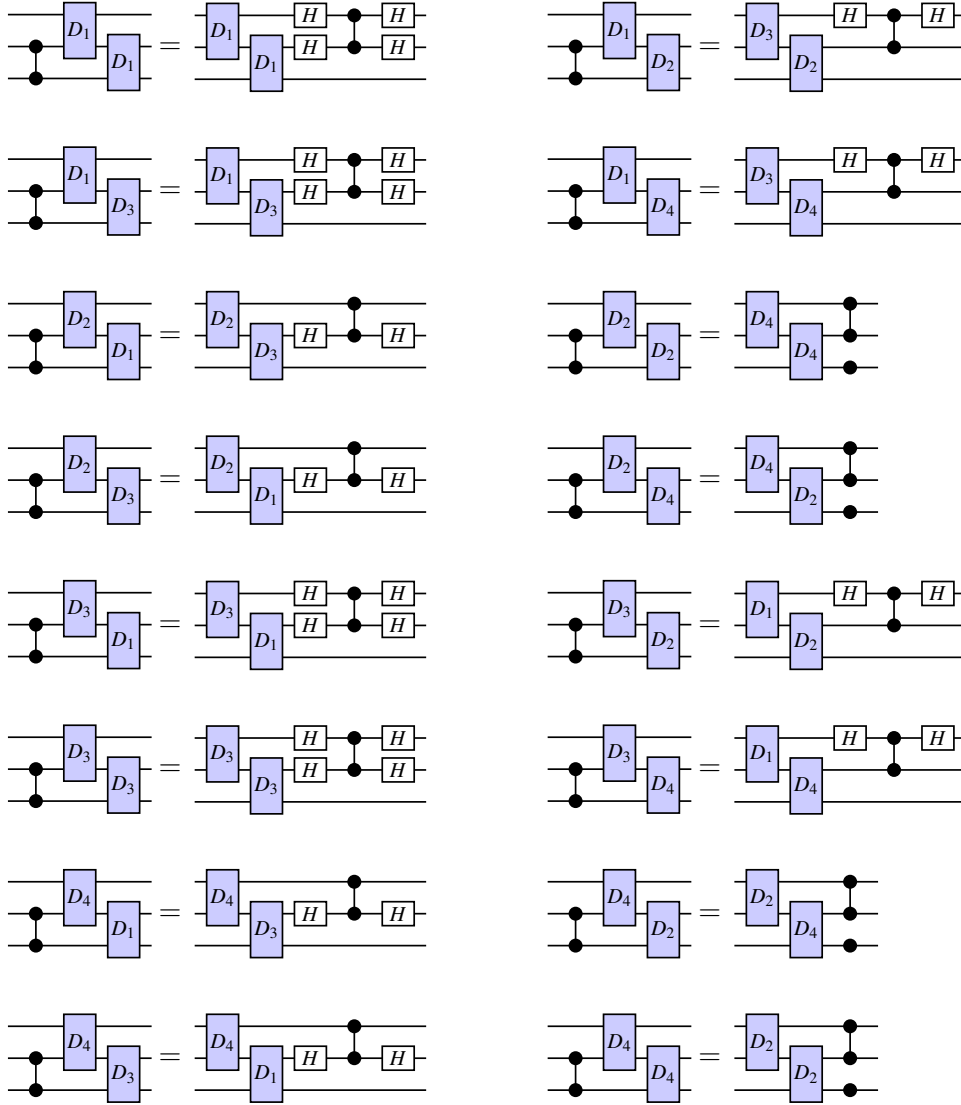 D₁ D₁ = D₁ D₁ H H H H D₁ D₂ = D₃ D₂ H H
D₁ D₃ = D₁ D₃ H H H H D₁ D₄ = D₃ D₄ H H
D₂ D₁ = D₂ D₃ H H D₂ D₂ = D₄ D₄
D₂ D₃ = D₂ D₁ H H D₂ D₄ = D₄ D₂
D₃ D₁ = D₃ D₁ H H H H D₃ D₂ = D₁ D₂ H H
D₃ D₃ = D₃ D₃ H H H H D₃ D₄ = D₁ D₄ H H
D₄ D₁ = D₄ D₃ H H D₄ D₂ = D₂ D₄
D₄ D₃ = D₄ D₁ H H D₄ D₄ = D₂ D₂